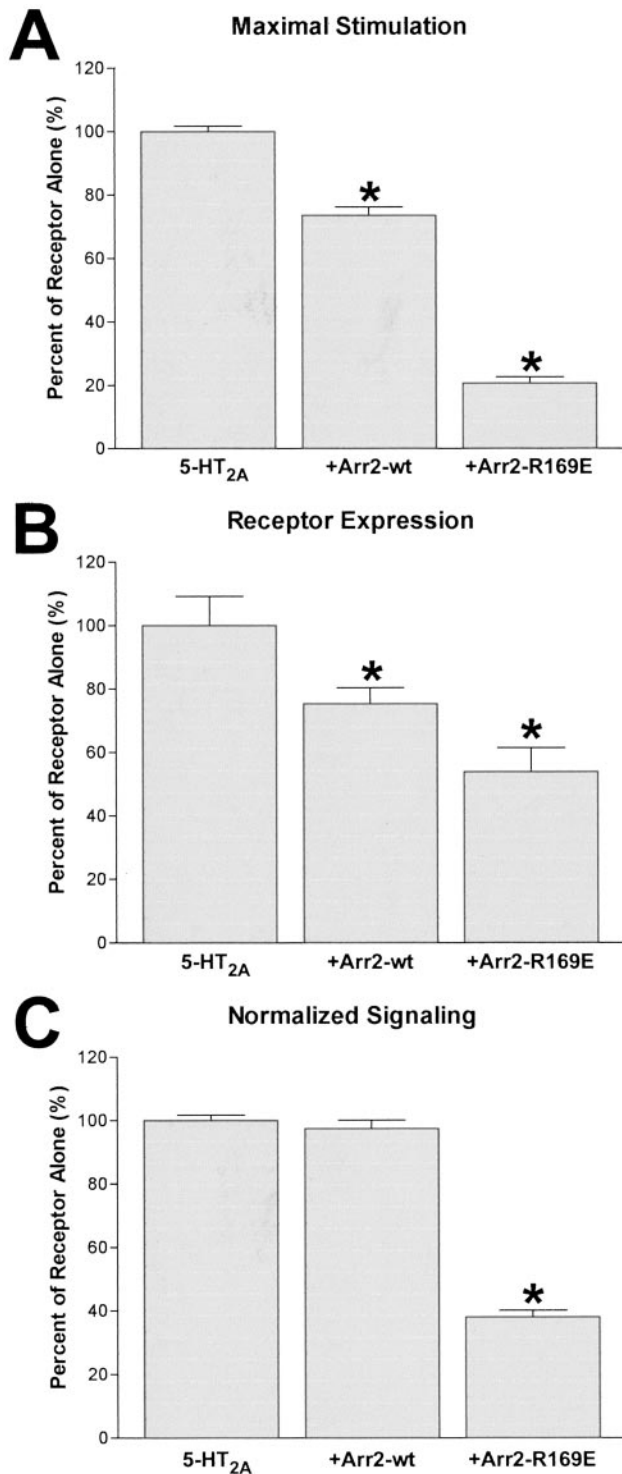 A
Maximal Stimulation
Percent of Receptor Alone (%)
120
100
80
60
40
20
0
*
*
5-HT2A
+Arr2-wt
+Arr2-R169E
B
Receptor Expression
Percent of Receptor Alone (%)
120
100
80
60
40
20
0
*
*
5-HT2A
+Arr2-wt
+Arr2-R169E
C
Normalized Signaling
Percent of Receptor Alone (%)
120
100
80
60
40
20
0
*
5-HT2A
+Arr2-wt
+Arr2-R169E